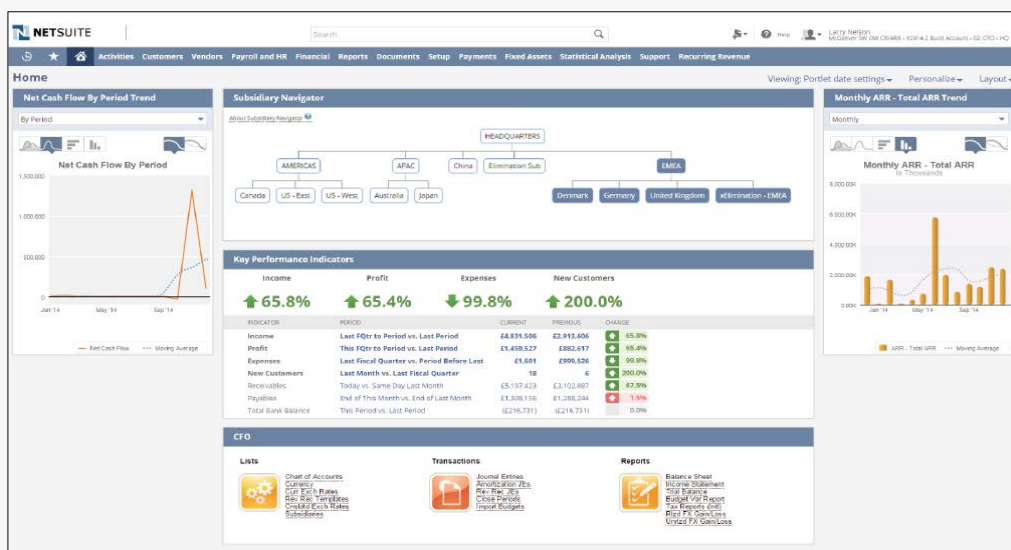 NETSUITE
Search
Help
Larry Nelson
Activities Customers Vendors Payroll and HR Financial Reports Documents Setup Payments Fixed Assets Statistical Analysis Support Recurring Revenue
Home
Viewing: Portlet date settings Personalize Layout
Net Cash Flow By Period Trend
By Period
Net Cash Flow By Period
1,500,000
1,000,000
500,000
0
Jan '14 May '14 Sep '14
Net Cash Flow Moving Average
Subsidiary Navigator
About Subsidiary Navigator
HEADQUARTERS
AMERICAS APAC China Elimination Sub EMEA
Canada US - East US - West Australia Japan Denmark Germany United Kingdom xElimination - EMEA
Key Performance Indicators
Income Profit Expenses New Customers
65.8% 65.4% 99.8% 200.0%
INDICATOR PERIOD CURRENT PREVIOUS CHANGE
Income Last FQtr to Period vs. Last Period £4,831,506 £2,913,606 65.8%
Profit This FQtr to Period vs. Last Period £1,459,527 £882,617 65.4%
Expenses Last Fiscal Quarter vs. Period Before Last £1,601 £999,526 99.8%
New Customers Last Month vs. Last Fiscal Quarter 18 6 200.0%
Receivables Today vs. Same Day Last Month £5,197,423 £3,102,887 67.5%
Payables End of This Month vs. End of Last Month £1,308,156 £1,288,244 1.5%
Total Bank Balance This Period vs. Last Period (£216,731) (£216,731) 0.0%
CFO
Lists
Chart of Accounts
Currency
Curr Exch Rates
Rev Rec Templates
Cnsldtd Exch Rates
Subsidiaries
Transactions
Journal Entries
Amortization JEs
Rev Rec JEs
Close Periods
Import Budgets
Reports
Balance Sheet
Income Statement
Trial Balance
Budget Var Report
Tax Reports (Intl)
Rlzd FX Gain/Loss
Unrlzd FX Gain/Loss
Monthly ARR - Total ARR Trend
Monthly
Monthly ARR - Total ARR
In Thousands
8,000.00K
6,000.00K
4,000.00K
2,000.00K
0.00K
Jan '14 May '14 Sep '14
ARR - Total ARR Moving Average